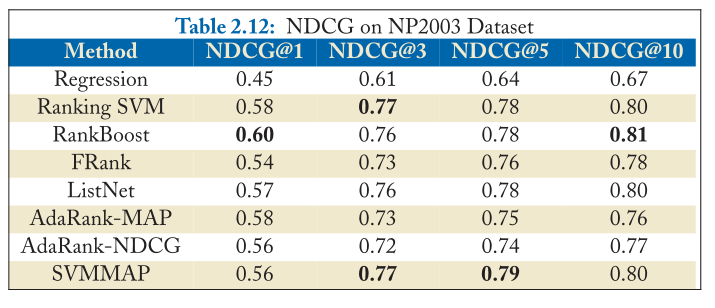 Table 2.12: NDCG on NP2003 Dataset
Method NDCG@1 NDCG@3 NDCG@5 NDCG@10
Regression 0.45 0.61 0.64 0.67
Ranking SVM 0.58 0.77 0.78 0.80
RankBoost 0.60 0.76 0.78 0.81
FRank 0.54 0.73 0.76 0.78
ListNet 0.57 0.76 0.78 0.80
AdaRank-MAP 0.58 0.73 0.75 0.76
AdaRank-NDCG 0.56 0.72 0.74 0.77
SVMMAP 0.56 0.77 0.79 0.80